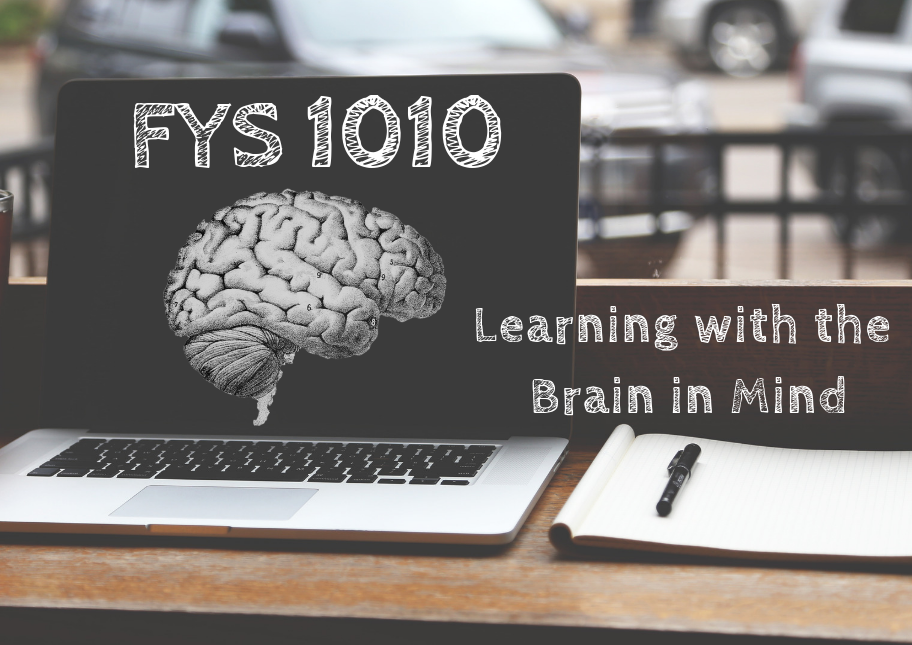 FYS 1010
Learning with the
Brain in Mind